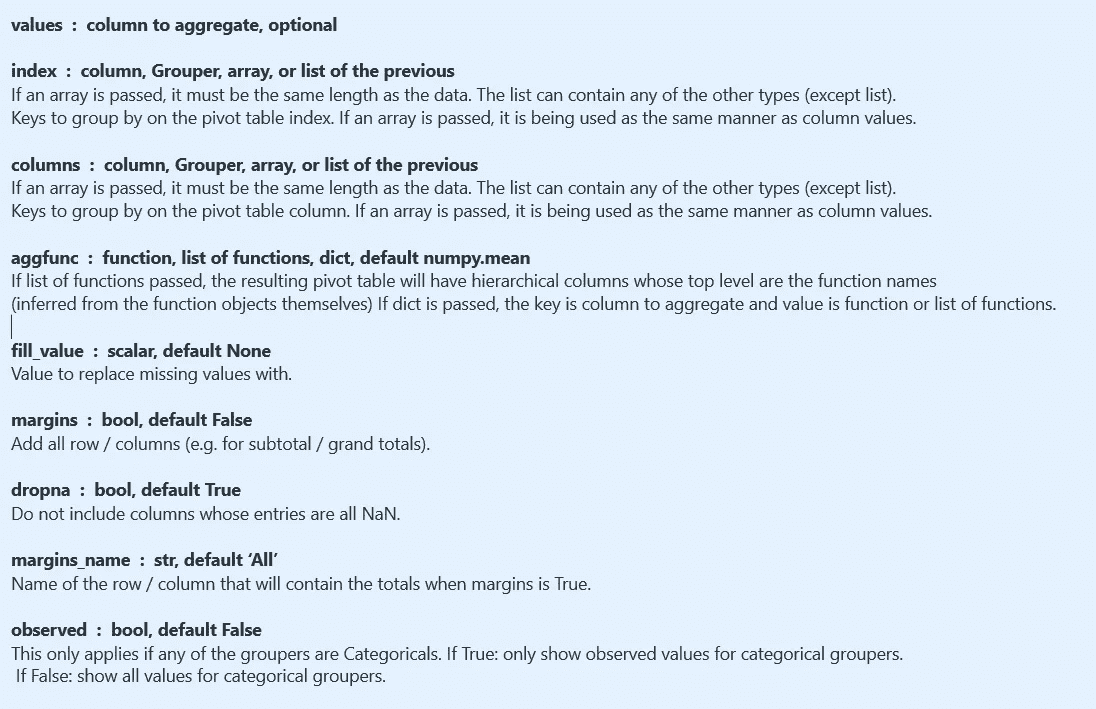 values : column to aggregate, optional
index : column, Grouper, array, or list of the previous
If an array is passed, it must be the same length as the data. The list can contain any of the other types (except list).
Keys to group by on the pivot table index. If an array is passed, it is being used as the same manner as column values.
columns : column, Grouper, array, or list of the previous
If an array is passed, it must be the same length as the data. The list can contain any of the other types (except list).
Keys to group by on the pivot table column. If an array is passed, it is being used as the same manner as column values.
aggfunc : function, list of functions, dict, default numpy.mean
If list of functions passed, the resulting pivot table will have hierarchical columns whose top level are the function names
(inferred from the function objects themselves) If dict is passed, the key is column to aggregate and value is function or list of functions.
fill_value : scalar, default None
Value to replace missing values with.
margins : bool, default False
Add all row / columns (e.g. for subtotal / grand totals).
dropna : bool, default True
Do not include columns whose entries are all NaN.
margins_name : str, default ‘All’
Name of the row / column that will contain the totals when margins is True.
observed : bool, default False
This only applies if any of the groupers are Categoricals. If True: only show observed values for categorical groupers.
If False: show all values for categorical groupers.